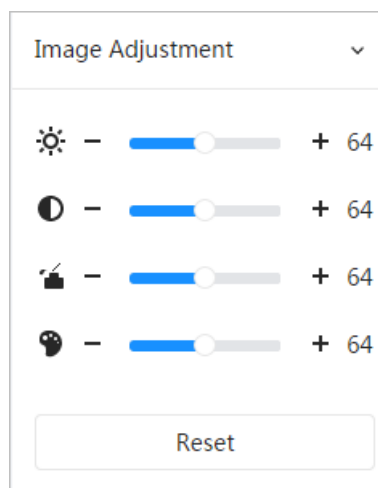 Image Adjustment
− + 64
− + 64
− + 64
− + 64
Reset